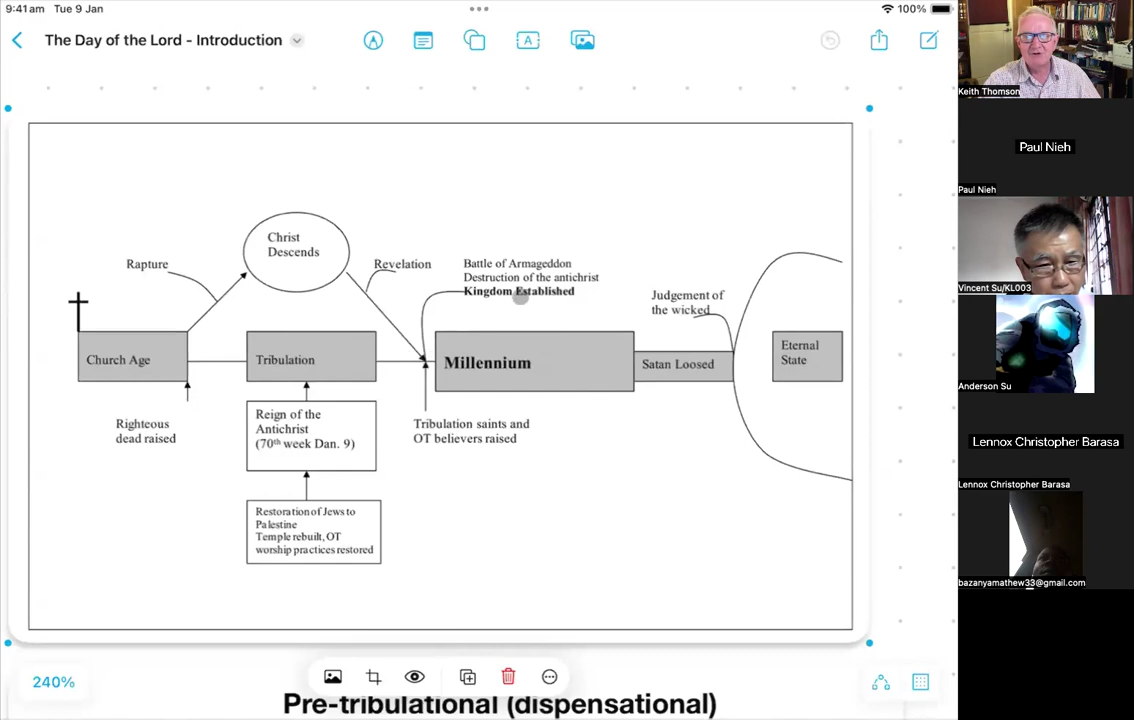 9:41 am Tue 9 Jan
100%
The Day of the Lord - Introduction
Christ
Descends
Rapture
Revelation
Battle of Armageddon
Destruction of the antichrist
Kingdom Established
Judgement of
the wicked
Church Age
Tribulation
Millennium
Satan Loosed
Eternal
State
Righteous
dead raised
Reign of the
Antichrist
(70th week Dan. 9)
Tribulation saints and
OT believers raised
Restoration of Jews to
Palestine
Temple rebuilt, OT
worship practices restored
240%
Pre-tribulational (dispensational)
Keith Thomson
Paul Nieh
Paul Nieh
Vincent Su/KL003
Anderson Su
Lennox Christopher Barasa
Lennox Christopher Barasa
bazanyamathew33@gmail.com